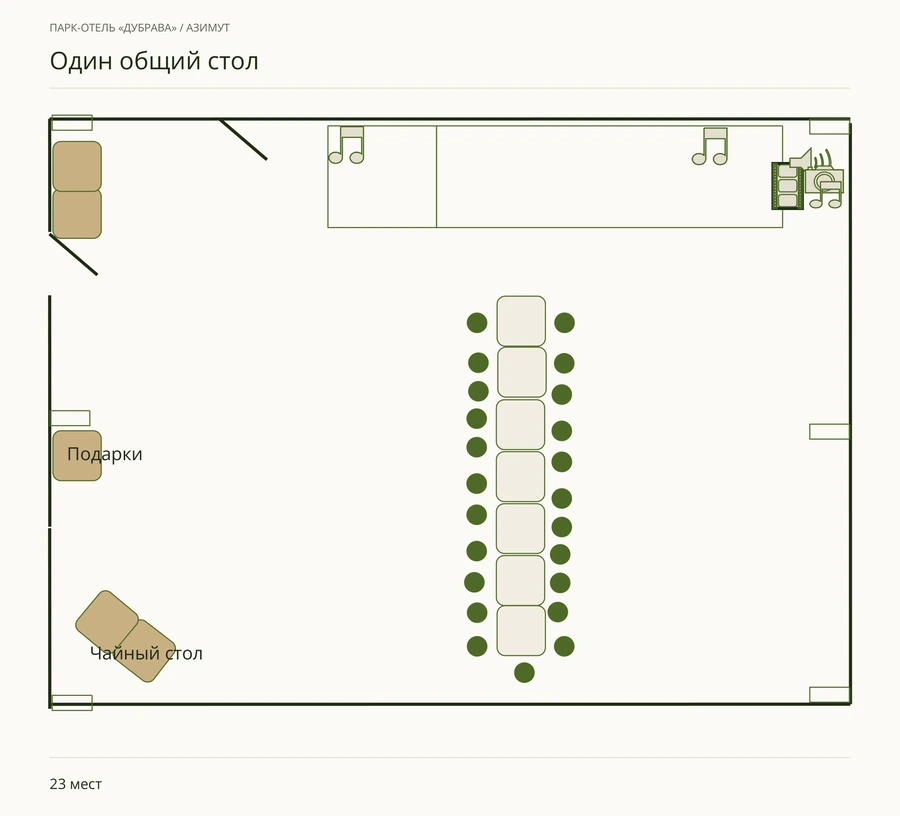 ПАРК-ОТЕЛЬ «ДУБРАВА» / АЗИМУТ
Один общий стол
Подарки
Чайный стол
23 мест